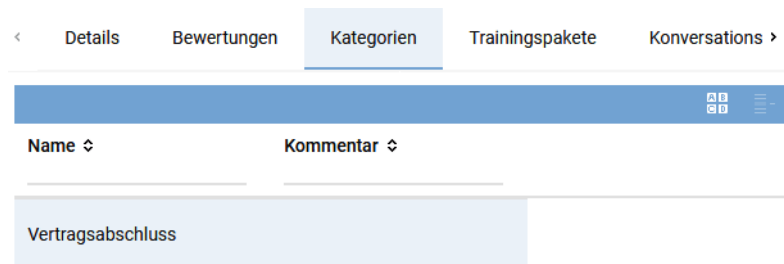 Details Bewertungen Kategorien Trainingspakete Konversations
A B
C D
Name Kommentar
Vertragsabschluss